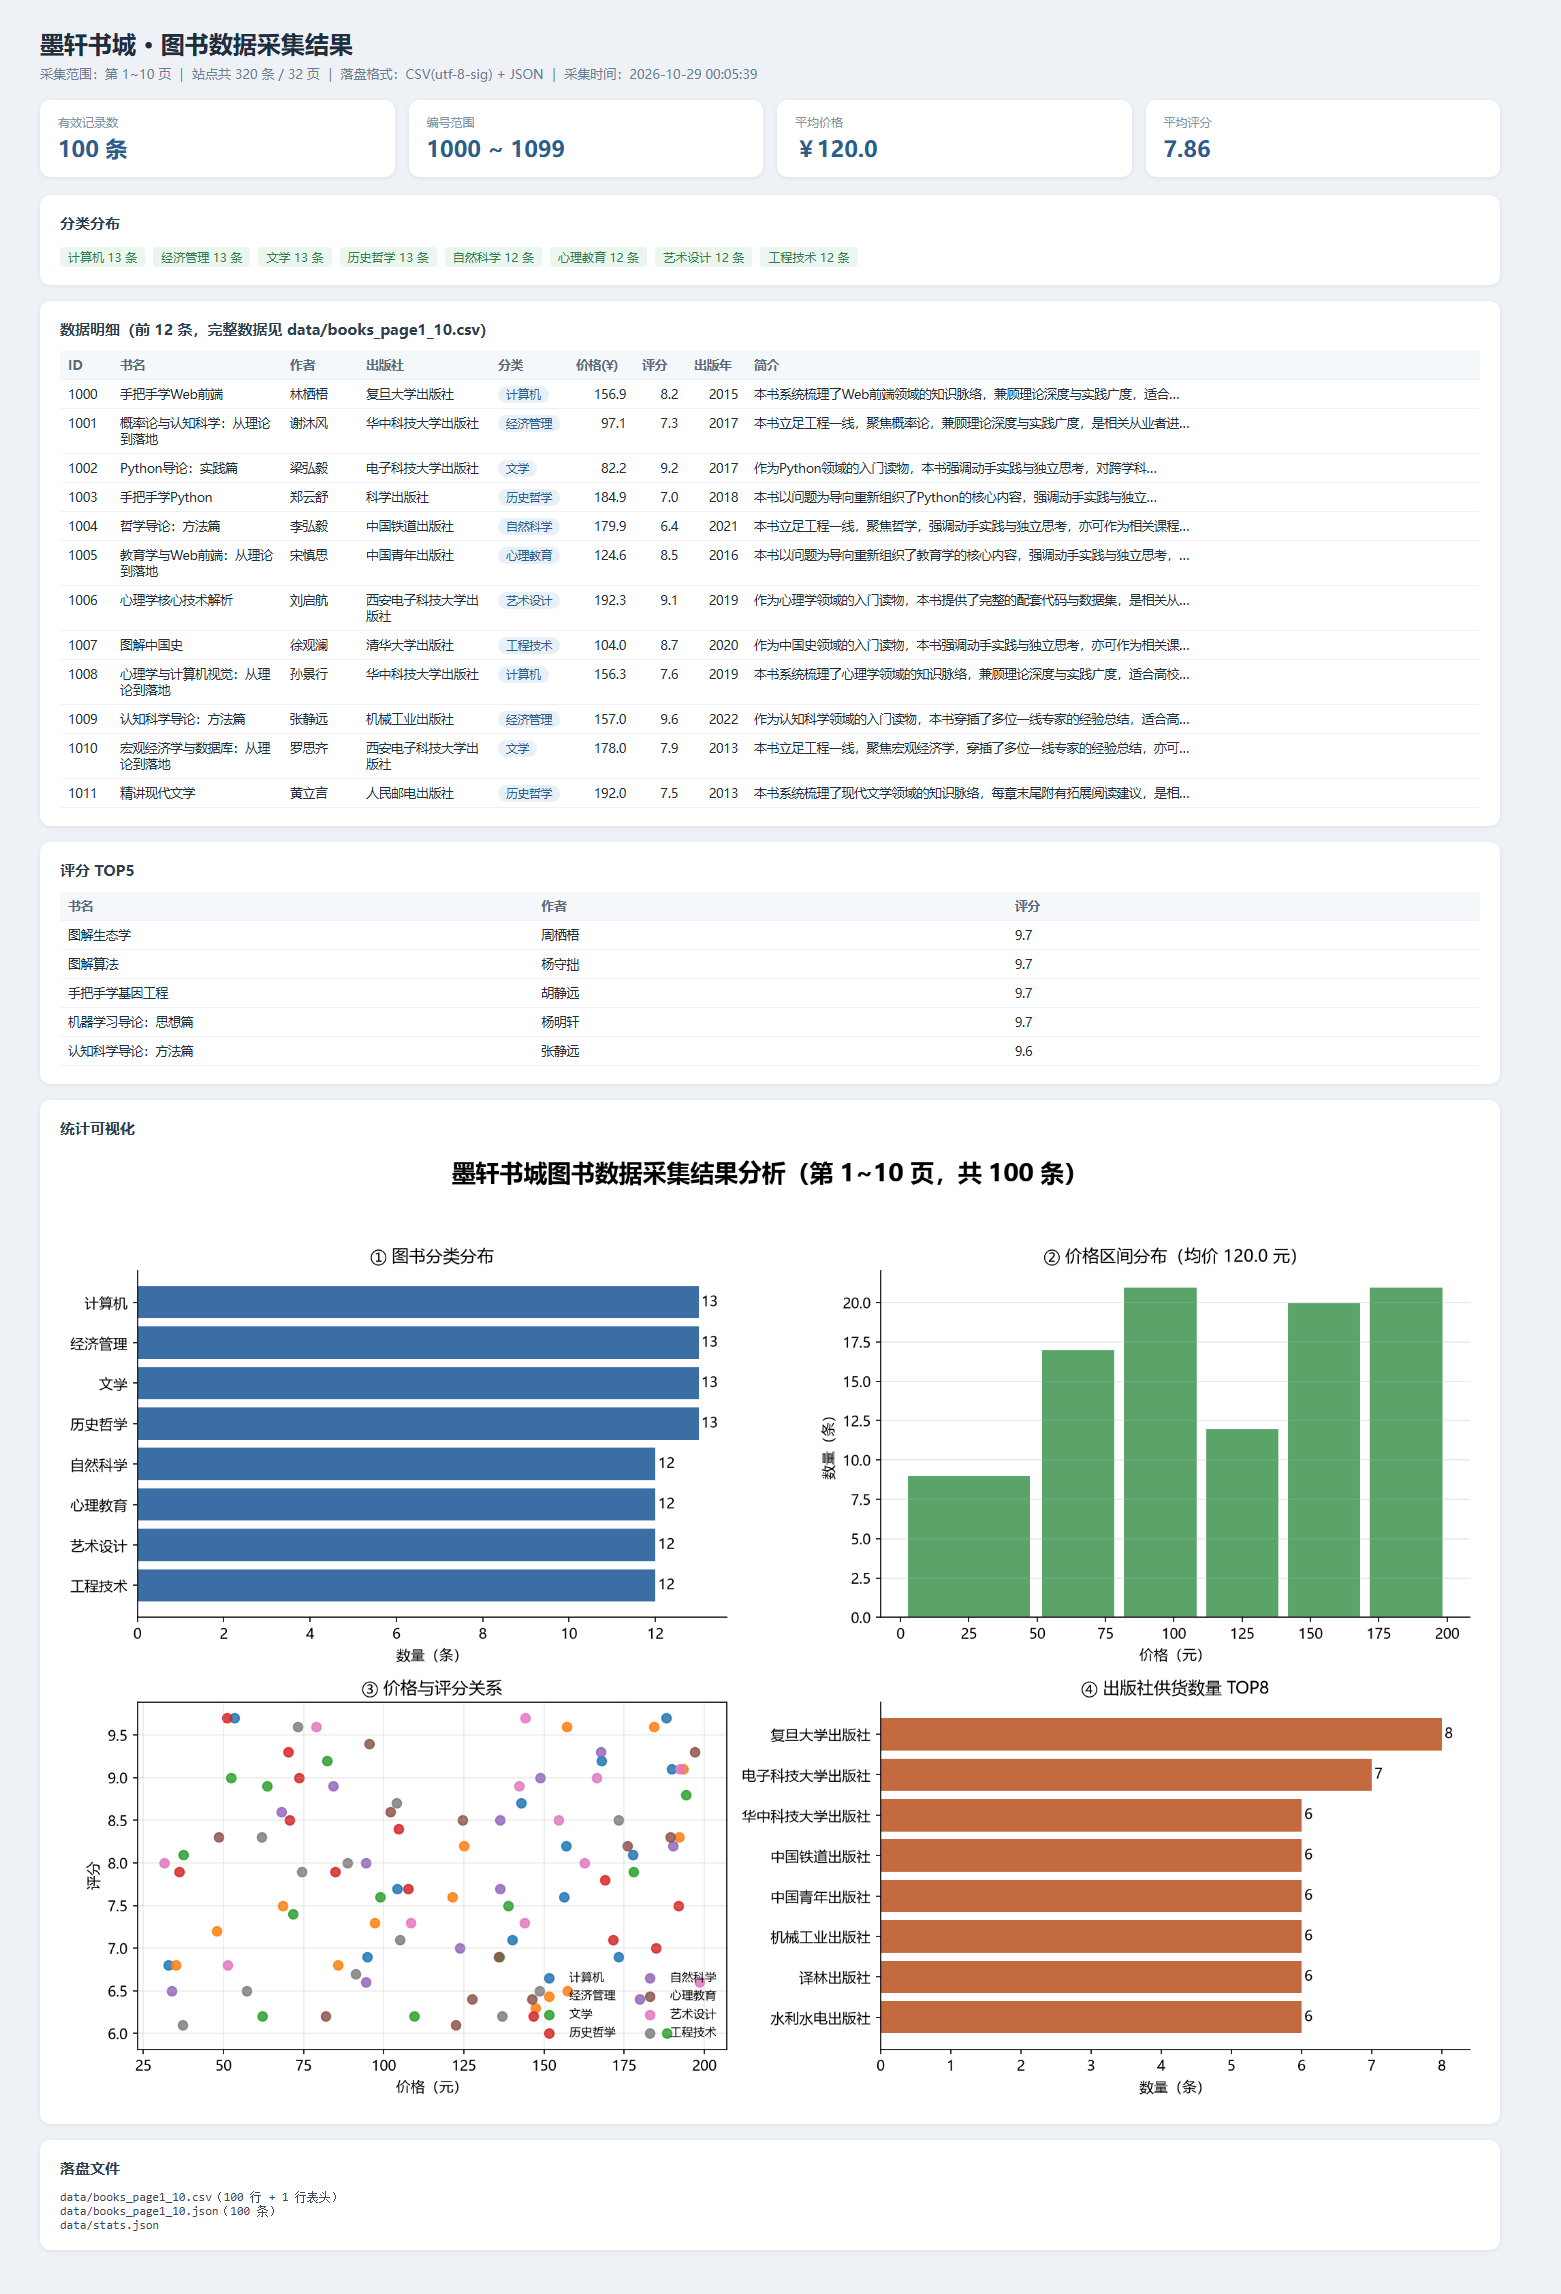 墨轩书城 · 图书数据采集结果
采集范围：第 1~10 页 | 站点共 320 条 / 32 页 | 落盘格式：CSV(utf-8-sig) + JSON | 采集时间：2026-10-29 00:05:39
有效记录数
100 条
编号范围
1000 ~ 1099
平均价格
￥120.0
平均评分
7.86
分类分布
计算机 13 条 经济管理 13 条 文学 13 条 历史哲学 13 条 自然科学 12 条 心理教育 12 条 艺术设计 12 条 工程技术 12 条
数据明细（前 12 条，完整数据见 data/books_page1_10.csv）
ID 书名 作者 出版社 分类 价格(¥) 评分 出版年 简介
1000 手把手学Web前端 林栖梧 复旦大学出版社 计算机 156.9 8.2 2015 本书系统梳理了Web前端领域的知识脉络，兼顾理论深度与实践广度，适合...
1001 概率论与认知科学：从理论 谢沐风 华中科技大学出版社 经济管理 97.1 7.3 2017 本书立足工程一线，聚焦概率论，兼顾理论深度与实践广度，是相关从业者进...
到落地
1002 Python导论：实践篇 梁弘毅 电子科技大学出版社 文学 82.2 9.2 2017 作为Python领域的入门读物，本书强调动手实践与独立思考，对跨学科...
1003 手把手学Python 郑云舒 科学出版社 历史哲学 184.9 7.0 2018 本书以问题为导向重新组织了Python的核心内容，强调动手实践与独立...
1004 哲学导论：方法篇 李弘毅 中国铁道出版社 自然科学 179.9 6.4 2021 本书立足工程一线，聚焦哲学，强调动手实践与独立思考，亦可作为相关课程...
1005 教育学与Web前端：从理论 宋慎思 中国青年出版社 心理教育 124.6 8.5 2016 本书以问题为导向重新组织了教育学的核心内容，强调动手实践与独立思考，...
到落地
1006 心理学核心技术解析 刘启航 西安电子科技大学出 艺术设计 192.3 9.1 2019 作为心理学领域的入门读物，本书提供了完整的配套代码与数据集，是相关从...
版社
1007 图解中国史 徐观澜 清华大学出版社 工程技术 104.0 8.7 2020 作为中国史领域的入门读物，本书强调动手实践与独立思考，亦可作为相关课...
1008 心理学与计算机视觉：从理 孙景行 华中科技大学出版社 计算机 156.3 7.6 2019 本书系统梳理了心理学领域的知识脉络，兼顾理论深度与实践广度，适合高校...
论到落地
1009 认知科学导论：方法篇 张静远 机械工业出版社 经济管理 157.0 9.6 2022 作为认知科学领域的入门读物，本书穿插了多位一线专家的经验总结，适合高...
1010 宏观经济学与数据库：从理 罗思齐 西安电子科技大学出 文学 178.0 7.9 2013 本书立足工程一线，聚焦宏观经济学，穿插了多位一线专家的经验总结，亦可...
论到落地 版社
1011 精讲现代文学 黄立言 人民邮电出版社 历史哲学 192.0 7.5 2013 本书系统梳理了现代文学领域的知识脉络，每章末尾附有拓展阅读建议，是相...
评分 TOP5
书名 作者 评分
图解生态学 周栖梧 9.7
图解算法 杨守拙 9.7
手把手学基因工程 胡静远 9.7
机器学习导论：思想篇 杨明轩 9.7
认知科学导论：方法篇 张静远 9.6
统计可视化
墨轩书城图书数据采集结果分析（第 1~10 页，共 100 条）
① 图书分类分布
计算机 13
经济管理 13
文学 13
历史哲学 13
自然科学 12
心理教育 12
艺术设计 12
工程技术 12
0 2 4 6 8 10 12
数量（条）
② 价格区间分布（均价 120.0 元）
20.0
17.5
15.0
12.5
10.0
7.5
5.0
2.5
0.0
数量（条）
0 25 50 75 100 125 150 175 200
价格（元）
③ 价格与评分关系
9.5
9.0
8.5
8.0
7.5
7.0
6.5
6.0
评分
计算机 自然科学
经济管理 心理教育
文学 艺术设计
历史哲学 工程技术
25 50 75 100 125 150 175 200
价格（元）
④ 出版社供货数量 TOP8
复旦大学出版社 8
电子科技大学出版社 7
华中科技大学出版社 6
中国铁道出版社 6
中国青年出版社 6
机械工业出版社 6
译林出版社 6
水利水电出版社 6
0 1 2 3 4 5 6 7 8
数量（条）
落盘文件
data/books_page1_10.csv（100 行 + 1 行表头）
data/books_page1_10.json（100 条）
data/stats.json